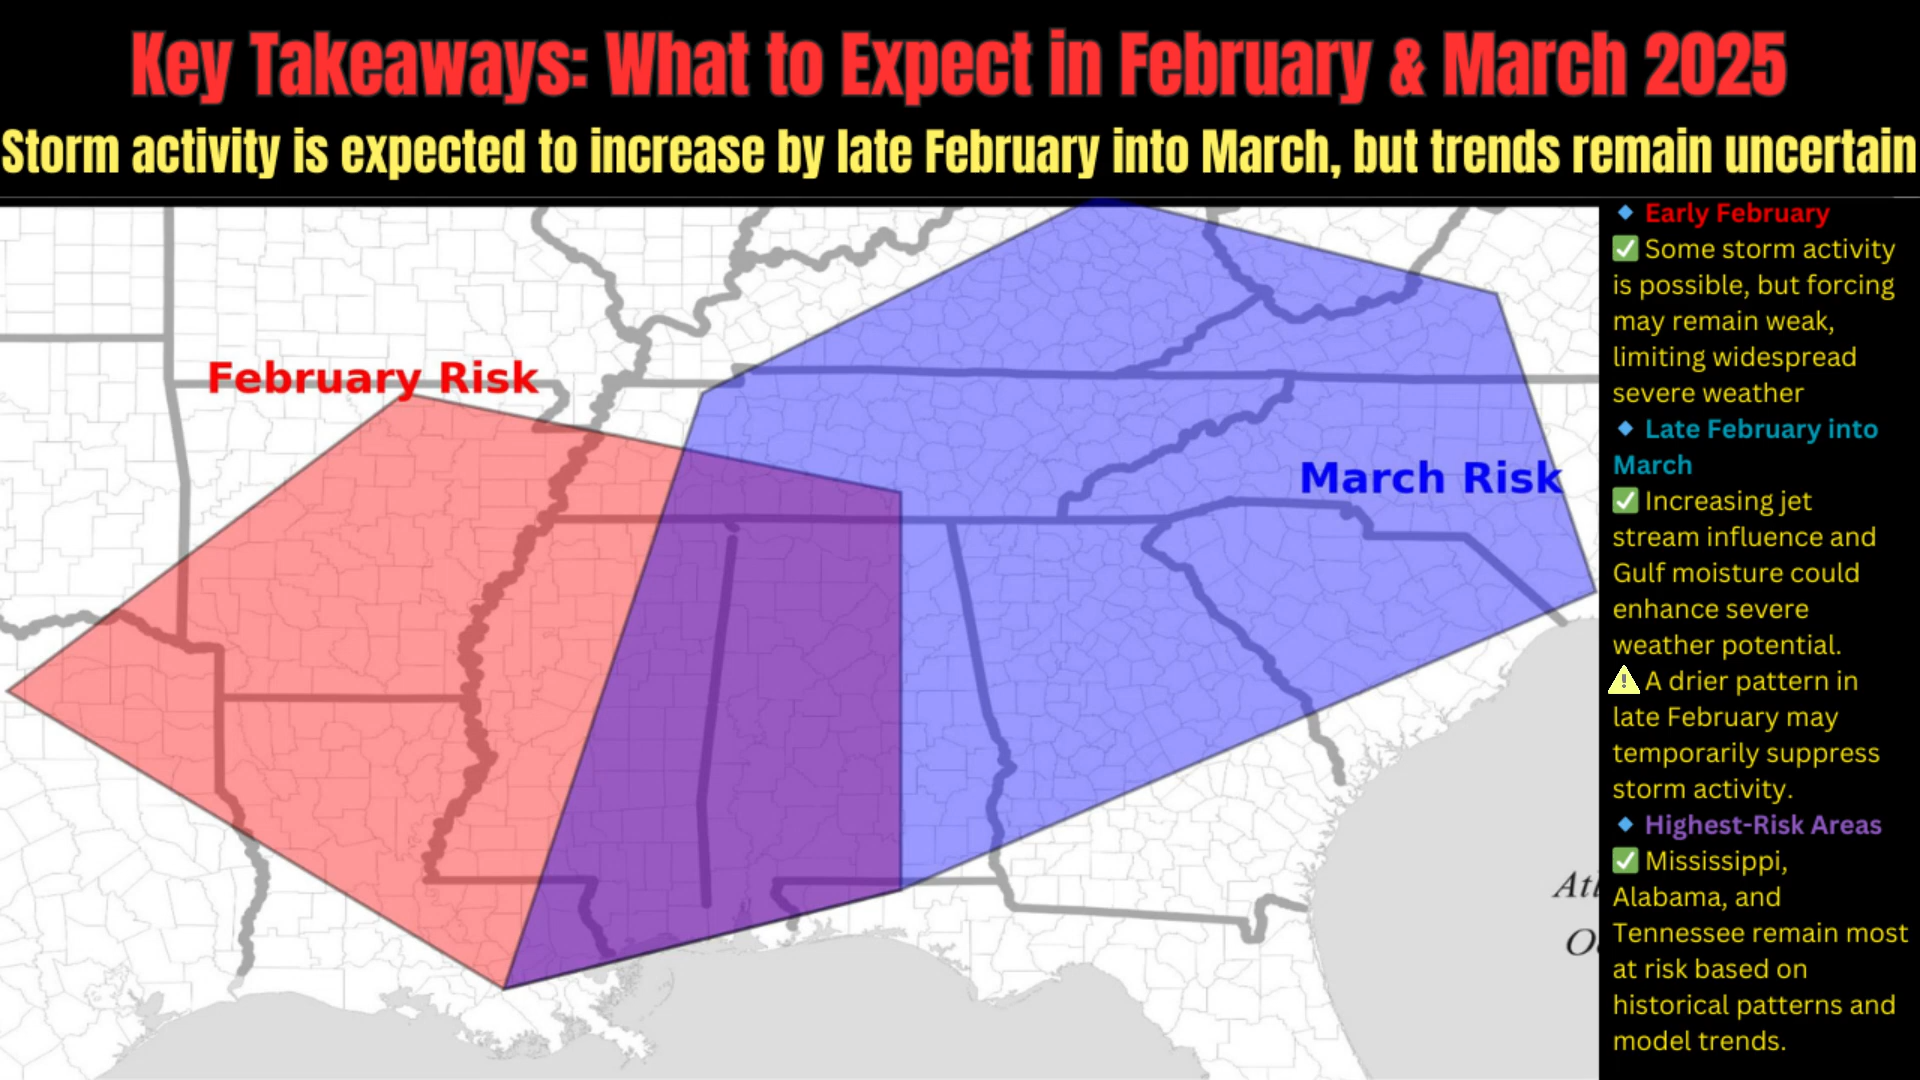 Key Takeaways: What to Expect in February & March 2025
Storm activity is expected to increase by late February into March, but trends remain uncertain
February Risk
March Risk
🔹 Early February
✅ Some storm activity
is possible, but forcing
may remain weak,
limiting widespread
severe weather
🔹 Late February into
March
✅ Increasing jet
stream influence and
Gulf moisture could
enhance severe
weather potential.
⚠️ A drier pattern in
late February may
temporarily suppress
storm activity.
🔹 Highest-Risk Areas
✅ Mississippi,
Alabama, and
Tennessee remain most
at risk based on
historical patterns and
model trends.